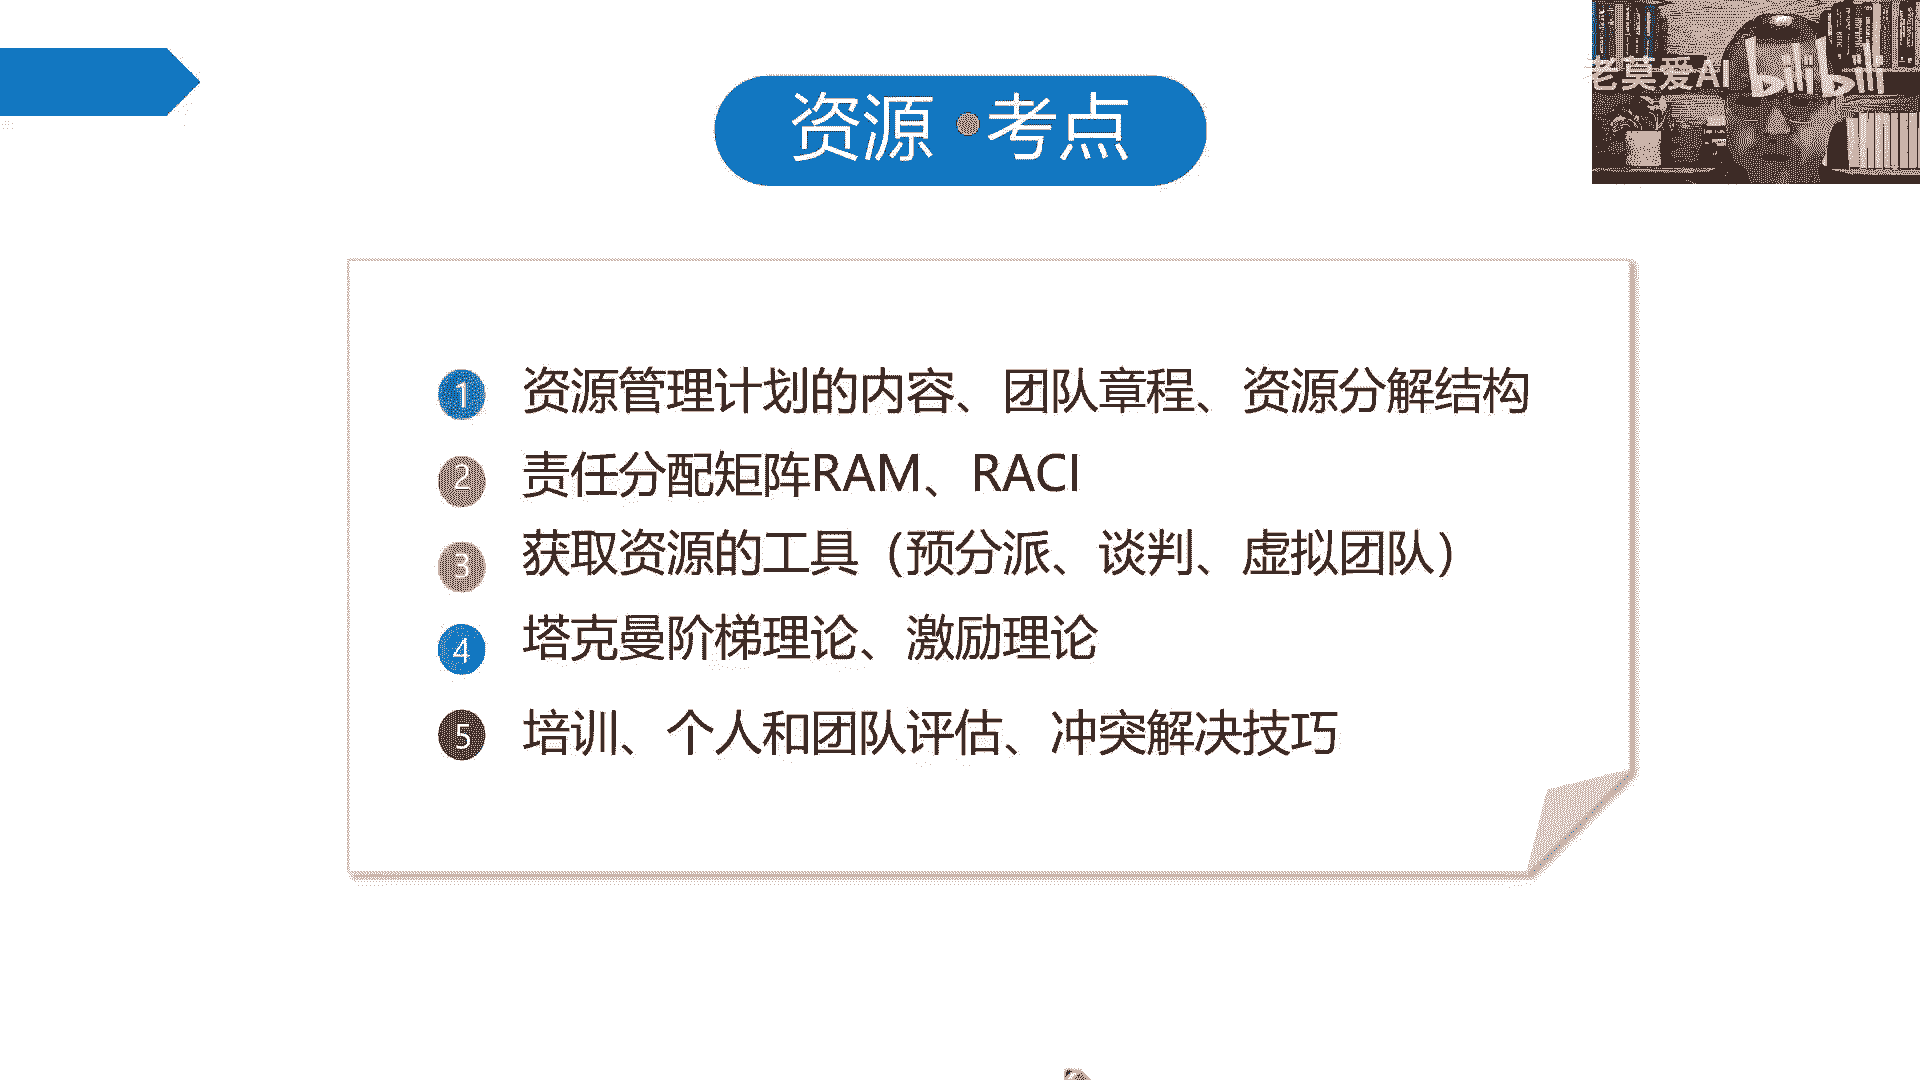 老莫爱AI bilibili
资源·考点
1 资源管理计划的内容、团队章程、资源分解结构
2 责任分配矩阵RAM、RACI
3 获取资源的工具（预分派、谈判、虚拟团队）
4 塔克曼阶梯理论、激励理论
5 培训、个人和团队评估、冲突解决技巧